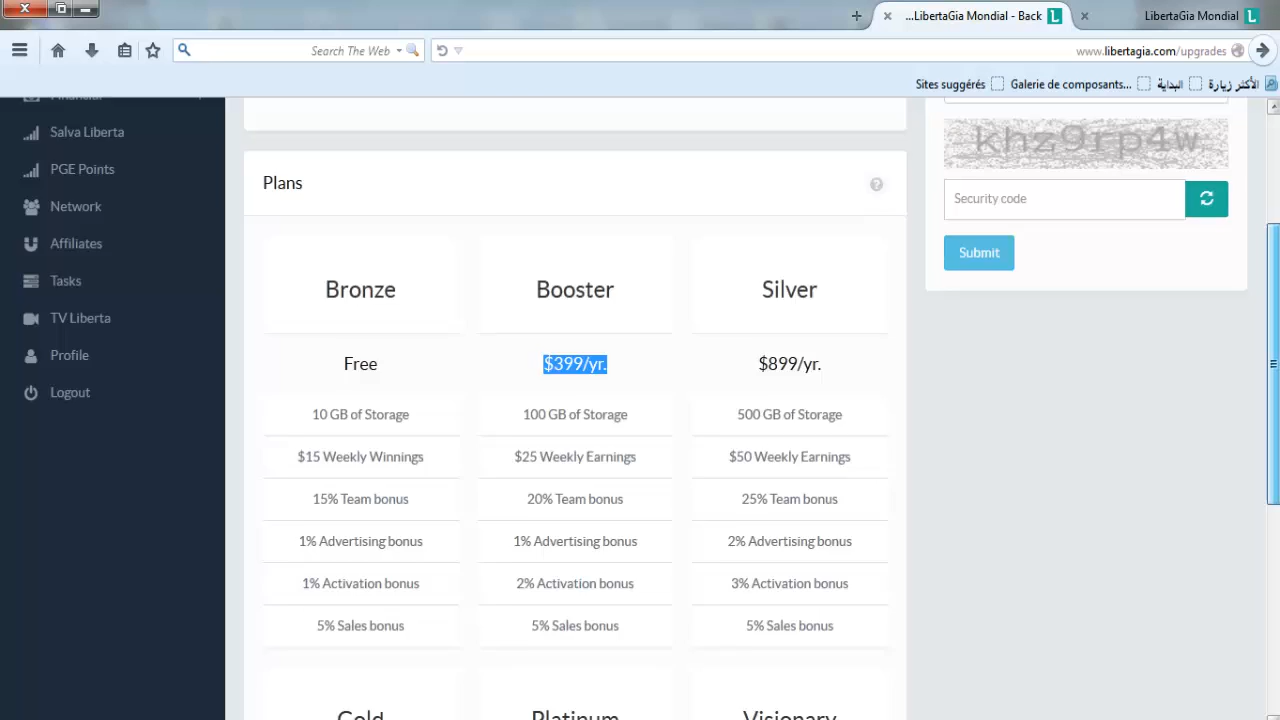 ...LibertaGia Mondial - Back
LibertaGia Mondial
Search The Web
www.libertagia.com/upgrades
Sites suggérés
Galerie de composants...
البداية
الأكثر زيارة
Salva Liberta
PGE Points
Network
Affiliates
Tasks
TV Liberta
Profile
Logout
Plans
Bronze
Free
10 GB of Storage
$15 Weekly Winnings
15% Team bonus
1% Advertising bonus
1% Activation bonus
5% Sales bonus
Booster
$399/yr.
100 GB of Storage
$25 Weekly Earnings
20% Team bonus
1% Advertising bonus
2% Activation bonus
5% Sales bonus
Silver
$899/yr.
500 GB of Storage
$50 Weekly Earnings
25% Team bonus
2% Advertising bonus
3% Activation bonus
5% Sales bonus
Gold
Platinum
Visionary
khz9rp4w
Security code
Submit